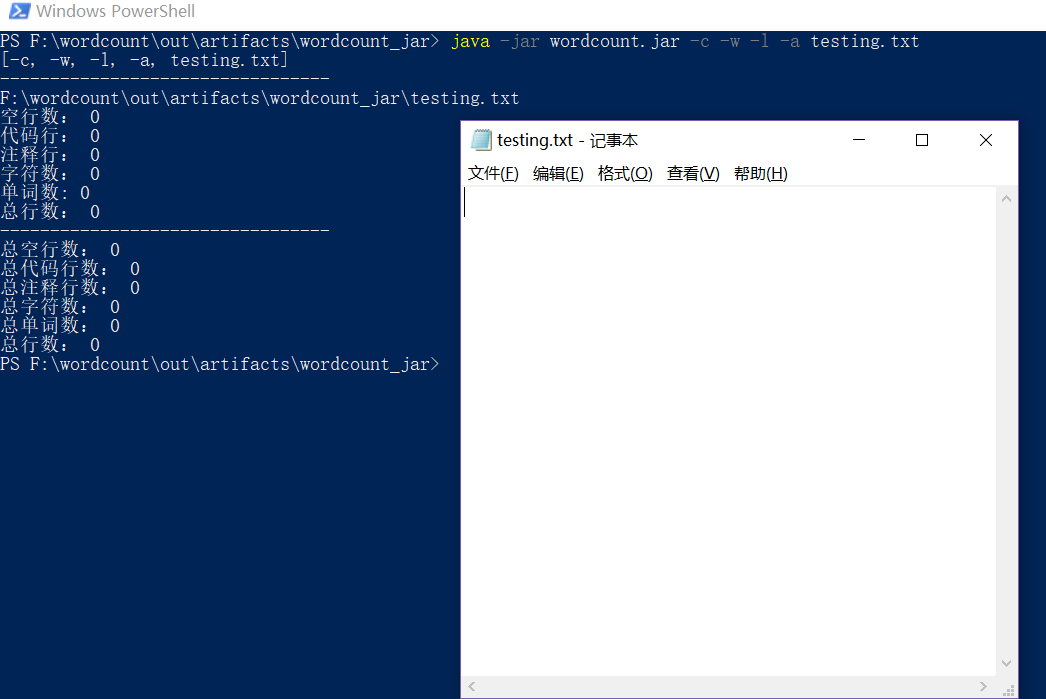 Windows PowerShell
PS F:\wordcount\out\artifacts\wordcount_jar> java -jar wordcount.jar -c -w -l -a testing.txt
[-c, -w, -l, -a, testing.txt]
---------------------------------
F:\wordcount\out\artifacts\wordcount_jar\testing.txt
空行数： 0
代码行： 0
注释行： 0
字符数： 0
单词数: 0
总行数： 0
---------------------------------
总空行数： 0
总代码行数： 0
总注释行数： 0
总字符数： 0
总单词数： 0
总行数： 0
PS F:\wordcount\out\artifacts\wordcount_jar>
testing.txt - 记事本
文件(F) 编辑(E) 格式(O) 查看(V) 帮助(H)